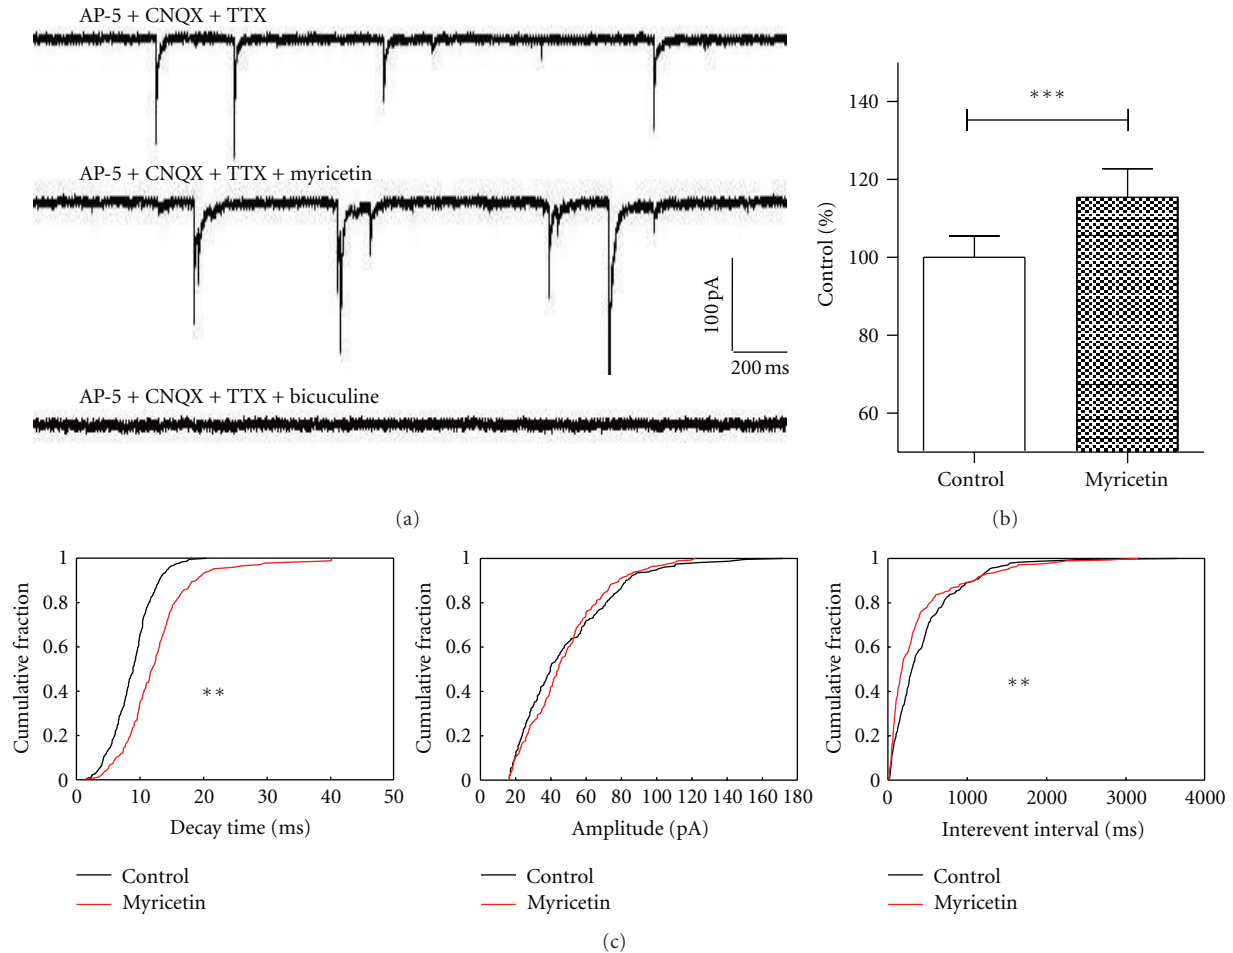 AP-5 + CNQX + TTX
AP-5 + CNQX + TTX + myricetin
100 pA
200 ms
AP-5 + CNQX + TTX + bicuculine
(a)
Control (%)
140
120
100
80
60
***
Control
Myricetin
(b)
Cumulative fraction
1
0.8
0.6
0.4
0.2
0
**
0 10 20 30 40 50
Decay time (ms)
Control
Myricetin
Cumulative fraction
1
0.8
0.6
0.4
0.2
0
0 20 40 60 80 100 120 140 160 180
Amplitude (pA)
Control
Myricetin
Cumulative fraction
1
0.8
0.6
0.4
0.2
0
**
0 1000 2000 3000 4000
Interevent interval (ms)
Control
Myricetin
(c)